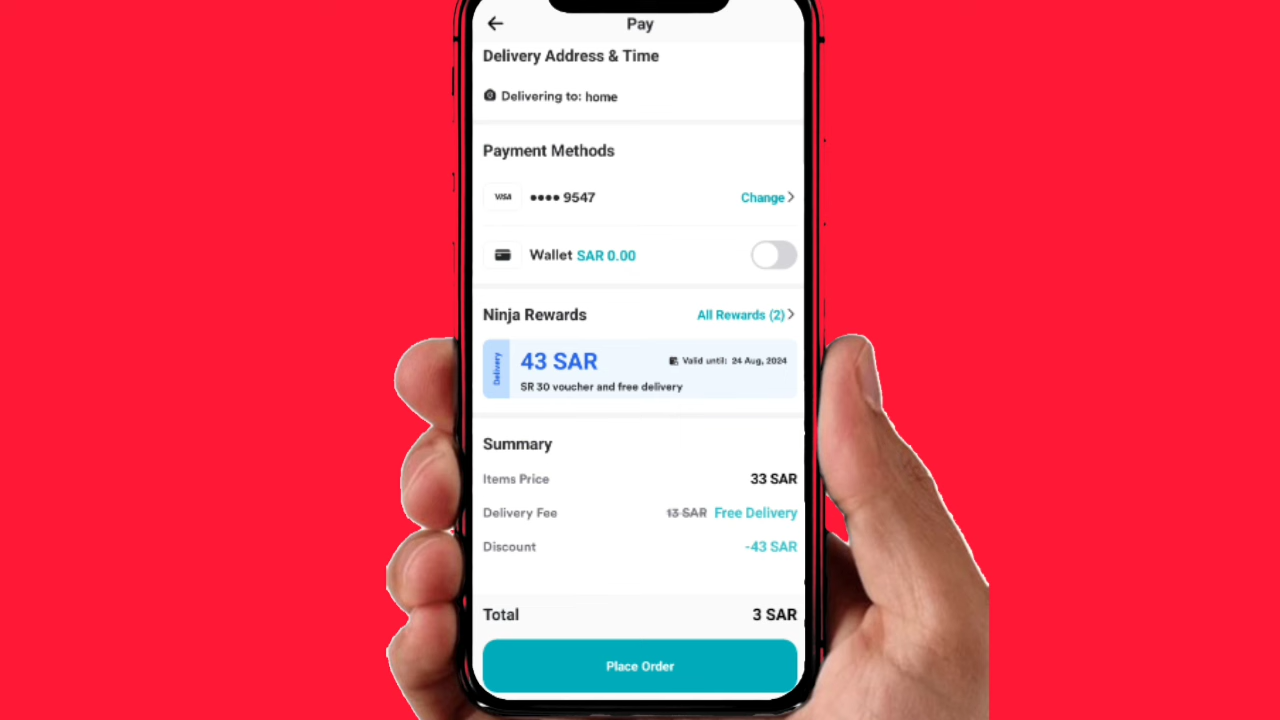 Pay
Delivery Address & Time
Delivering to: home
Payment Methods
VISA •••• 9547 Change
Wallet SAR 0.00
Ninja Rewards All Rewards (2)
Delivery
43 SAR Valid until: 24 Aug, 2024
SR 30 voucher and free delivery
Summary
Items Price 33 SAR
Delivery Fee 13 SAR Free Delivery
Discount -43 SAR
Total 3 SAR
Place Order